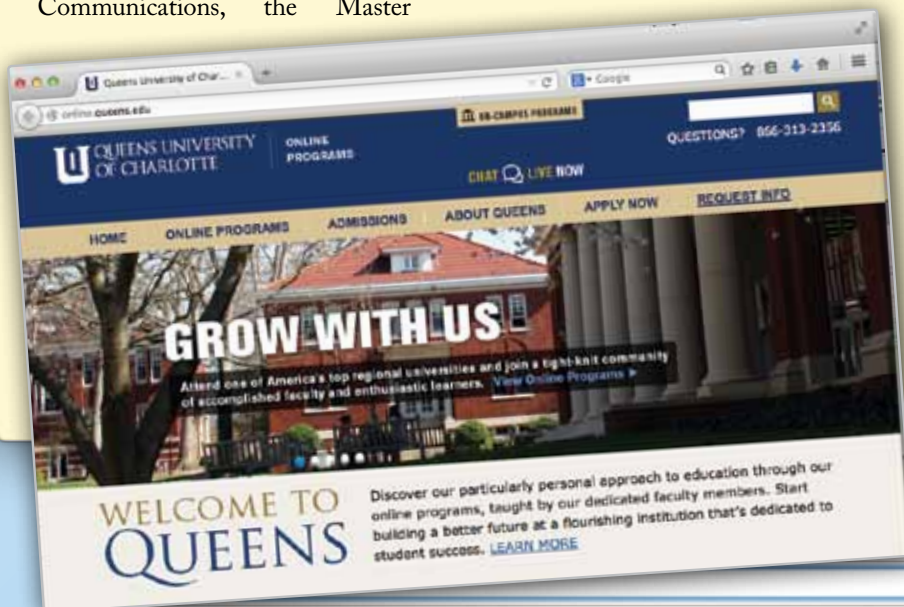 Communications, the Master
Queens University of Char...
online.queens.edu
Google
ON-CAMPUS PROGRAMS
QUEENS UNIVERSITY
OF CHARLOTTE
ONLINE
PROGRAMS
QUESTIONS? 866-313-2356
CHAT LIVE NOW
HOME ONLINE PROGRAMS ADMISSIONS ABOUT QUEENS APPLY NOW REQUEST INFO
GROW WITH US
Attend one of America's top regional universities and join a tight-knit community
of accomplished faculty and enthusiastic learners. View Online Programs
WELCOME TO
QUEENS
Discover our particularly personal approach to education through our
online programs, taught by our dedicated faculty members. Start
building a better future at a flourishing institution that's dedicated to
student success. LEARN MORE